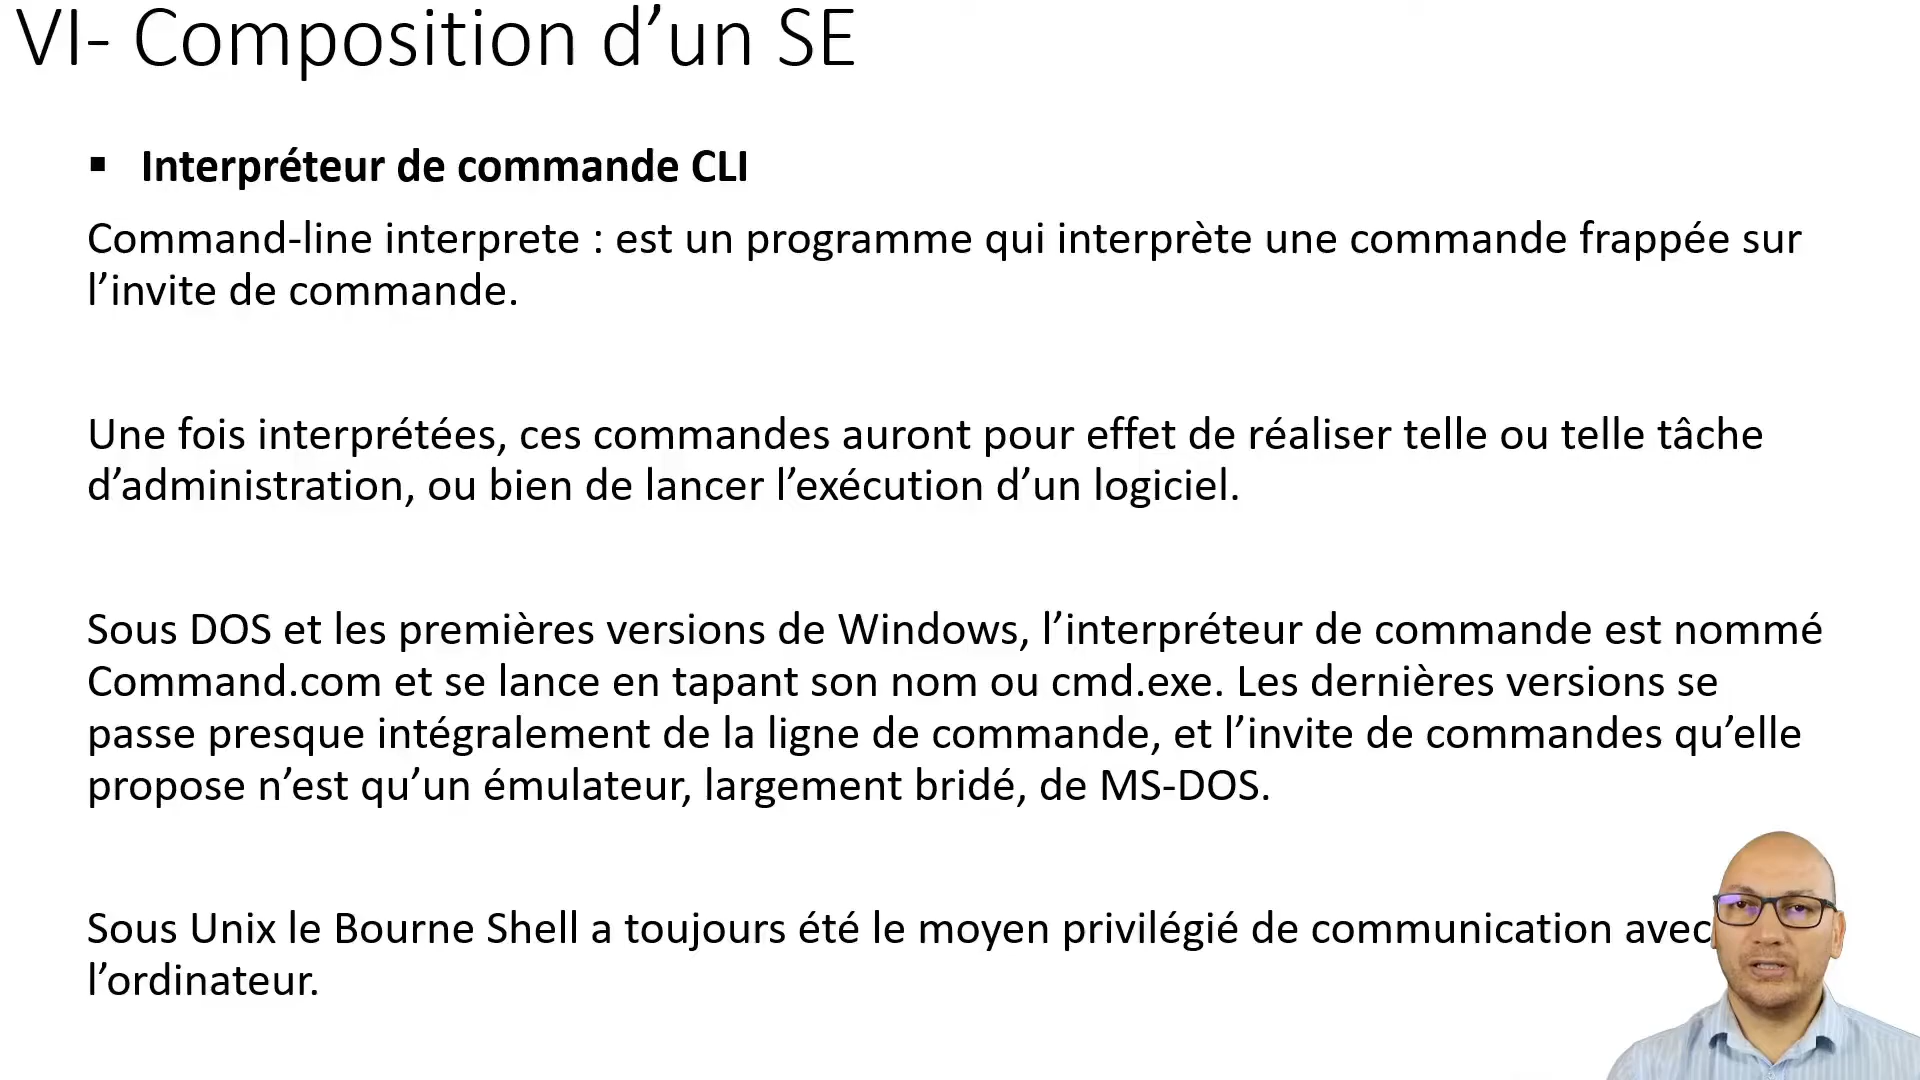 VI- Composition d’un SE
▪ Interpréteur de commande CLI
Command-line interprete : est un programme qui interprète une commande frappée sur
l’invite de commande.
Une fois interprétées, ces commandes auront pour effet de réaliser telle ou telle tâche
d’administration, ou bien de lancer l’exécution d’un logiciel.
Sous DOS et les premières versions de Windows, l’interpréteur de commande est nommé
Command.com et se lance en tapant son nom ou cmd.exe. Les dernières versions se
passe presque intégralement de la ligne de commande, et l’invite de commandes qu’elle
propose n’est qu’un émulateur, largement bridé, de MS-DOS.
Sous Unix le Bourne Shell a toujours été le moyen privilégié de communication avec
l’ordinateur.